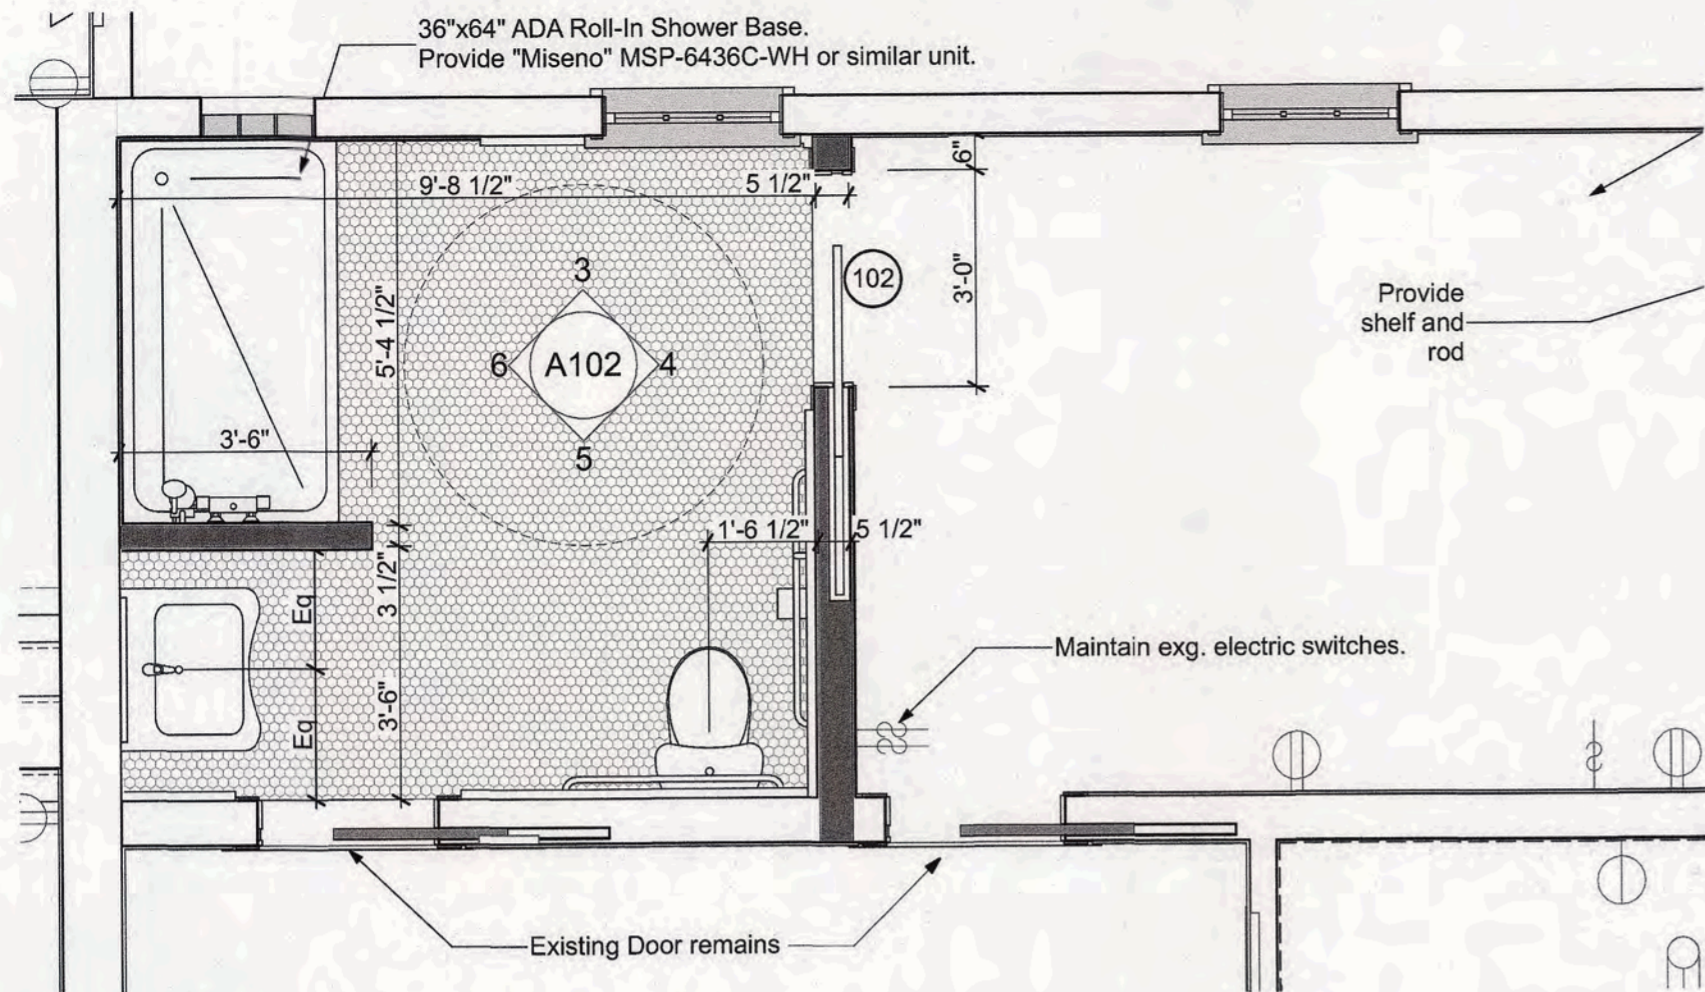 36"x64" ADA Roll-In Shower Base.
Provide "Miseno" MSP-6436C-WH or similar unit.
6"
9'-8 1/2"
5 1/2"
3
102
3'-0"
Provide
shelf and
rod
5'-4 1/2"
6
A102
4
3'-6"
5
1'-6 1/2"
5 1/2"
3 1/2"
Eq
Maintain exg. electric switches.
3'-6"
Eq
Existing Door remains